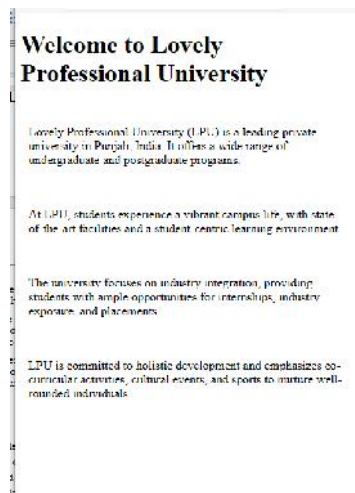 Welcome to Lovely
Professional University
Lovely Professional University (LPU) is a leading private
university in Punjab, India. It offers a wide range of
undergraduate and postgraduate programs.
At LPU, students experience a vibrant campus life, with state
of the art facilities and a student-centric learning environment
The university focuses on industry integration, providing
students with ample opportunities for internships, industry
exposure, and placements
LPU is committed to holistic development and emphasizes co-
curricular activities, cultural events, and sports to nurture well-
rounded individuals